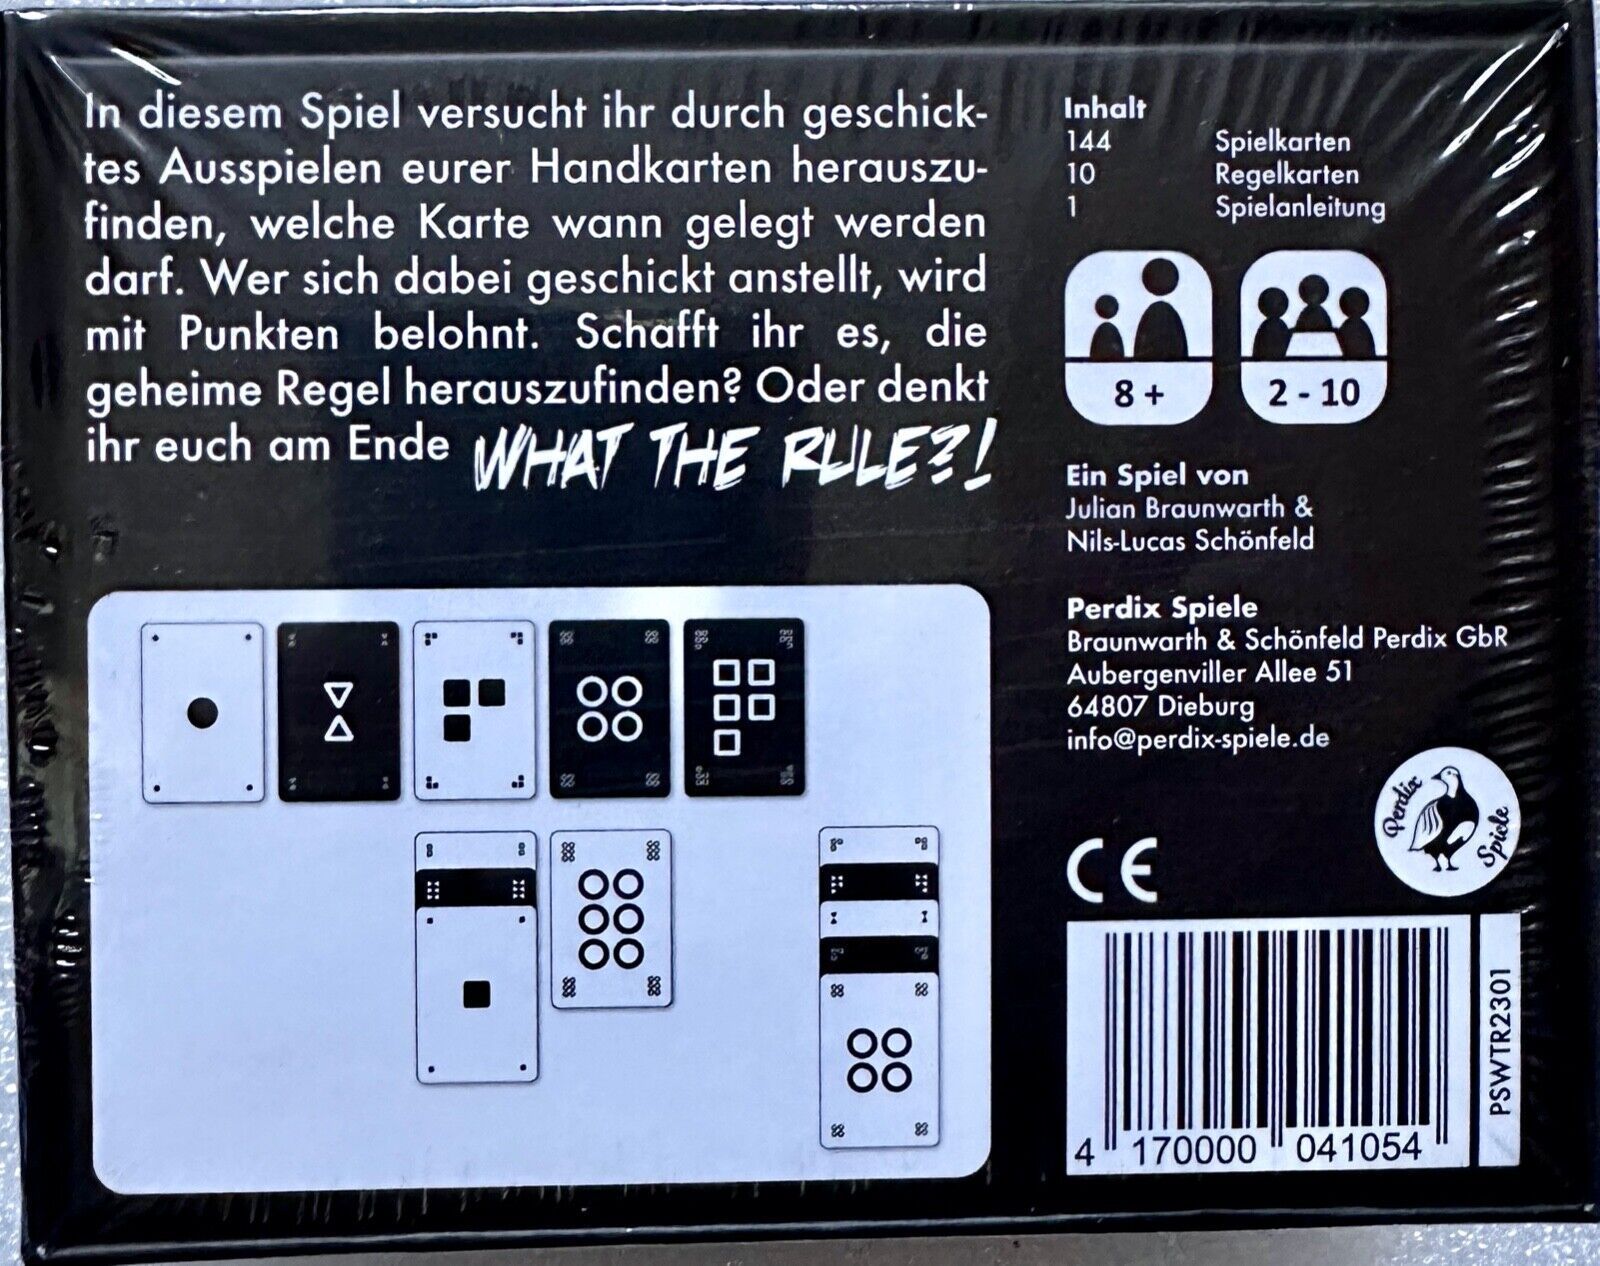 In diesem Spiel versucht ihr durch geschick-
tes Ausspielen eurer Handkarten herauszu-
finden, welche Karte wann gelegt werden
darf. Wer sich dabei geschickt anstellt, wird
mit Punkten belohnt. Schafft ihr es, die
geheime Regel herauszufinden? Oder denkt
ihr euch am Ende WHAT THE RULE?!
Inhalt
144 Spielkarten
10 Regelkarten
1 Spielanleitung
8 + 2 - 10
Ein Spiel von
Julian Braunwarth &
Nils-Lucas Schönfeld
Perdix Spiele
Braunwarth & Schönfeld Perdix GbR
Aubergenviller Allee 51
64807 Dieburg
info@perdix-spiele.de
Perdix Spiele
CE
PSWTR2301
4 170000 041054